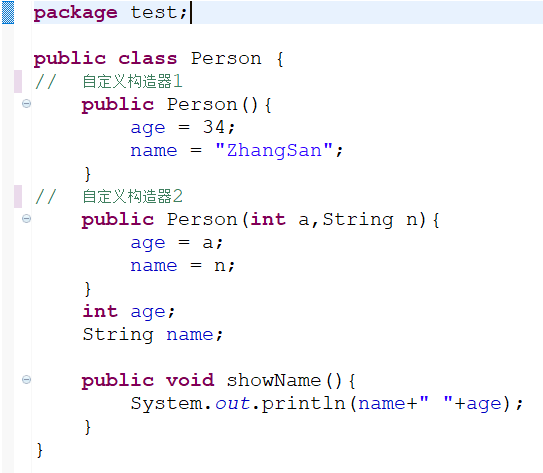 package test;
public class Person {
//  自定义构造器1
    public Person(){
        age = 34;
        name = "ZhangSan";
    }
//  自定义构造器2
    public Person(int a,String n){
        age = a;
        name = n;
    }
    int age;
    String name;
    public void showName(){
        System.out.println(name+" "+age);
    }
}